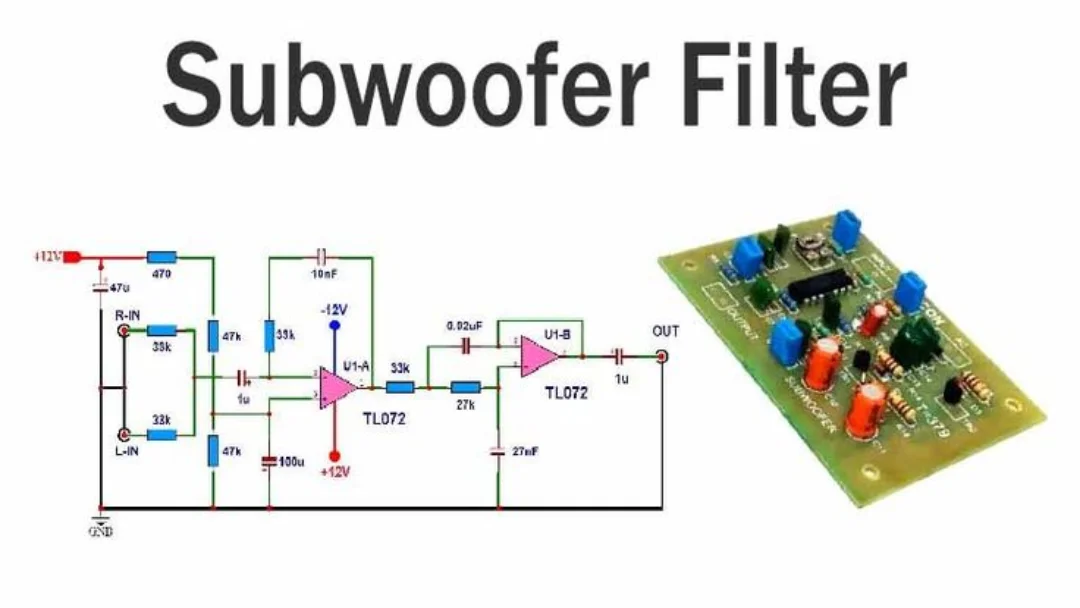 Subwoofer Filter
+12V
470
47u
R-IN
33k
47k
33k
10nF
-12V
U1-A
TL072
+12V
1u
33k
L-IN
47k
100u
33k
0.02uF
27k
U1-B
TL072
27nF
1u
OUT
GND
INPUT
OUTPUT
SUBWOOFER